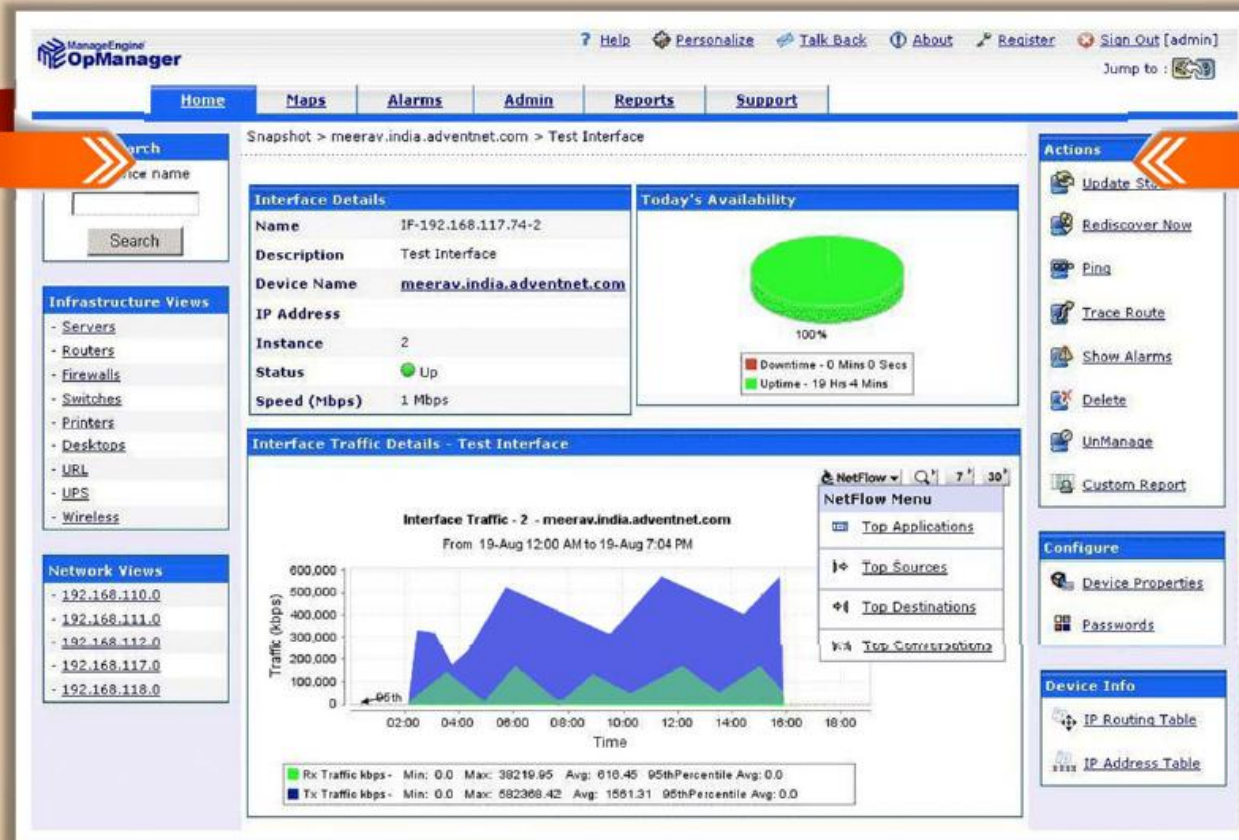 ManageEngine
OpManager
? Help Personalize Talk Back About Register Sign Out [admin]
Jump to :
Home Maps Alarms Admin Reports Support
Snapshot > meerav.india.adventnet.com > Test Interface
name
Search
Infrastructure Views
- Servers
- Routers
- Firewalls
- Switches
- Printers
- Desktops
- URL
- UPS
- Wireless
Network Views
- 192.168.110.0
- 192.168.111.0
- 192.168.112.0
- 192.168.117.0
- 192.168.118.0
Interface Details
Name IF-192.168.117.74-2
Description Test Interface
Device Name meerav.india.adventnet.com
IP Address
Instance 2
Status Up
Speed (Mbps) 1 Mbps
Today's Availability
100%
Downtime - 0 Mins 0 Secs
Uptime - 19 Hrs 4 Mins
Interface Traffic Details - Test Interface
NetFlow 7 30
NetFlow Menu
Top Applications
Top Sources
Top Destinations
Top Conversations
Interface Traffic - 2 - meerav.india.adventnet.com
From 19-Aug 12:00 AM to 19-Aug 7:04 PM
Traffic (kbps)
600,000
500,000
400,000
300,000
200,000
100,000
0
95th
02:00 04:00 06:00 08:00 10:00 12:00 14:00 16:00 18:00
Time
Rx Traffic kbps - Min: 0.0 Max: 38219.95 Avg: 616.45 95thPercentile Avg: 0.0
Tx Traffic kbps - Min: 0.0 Max: 582368.42 Avg: 1561.31 95thPercentile Avg: 0.0
Actions
Update
Rediscover Now
Ping
Trace Route
Show Alarms
Delete
UnManage
Custom Report
Configure
Device Properties
Passwords
Device Info
IP Routing Table
IP Address Table